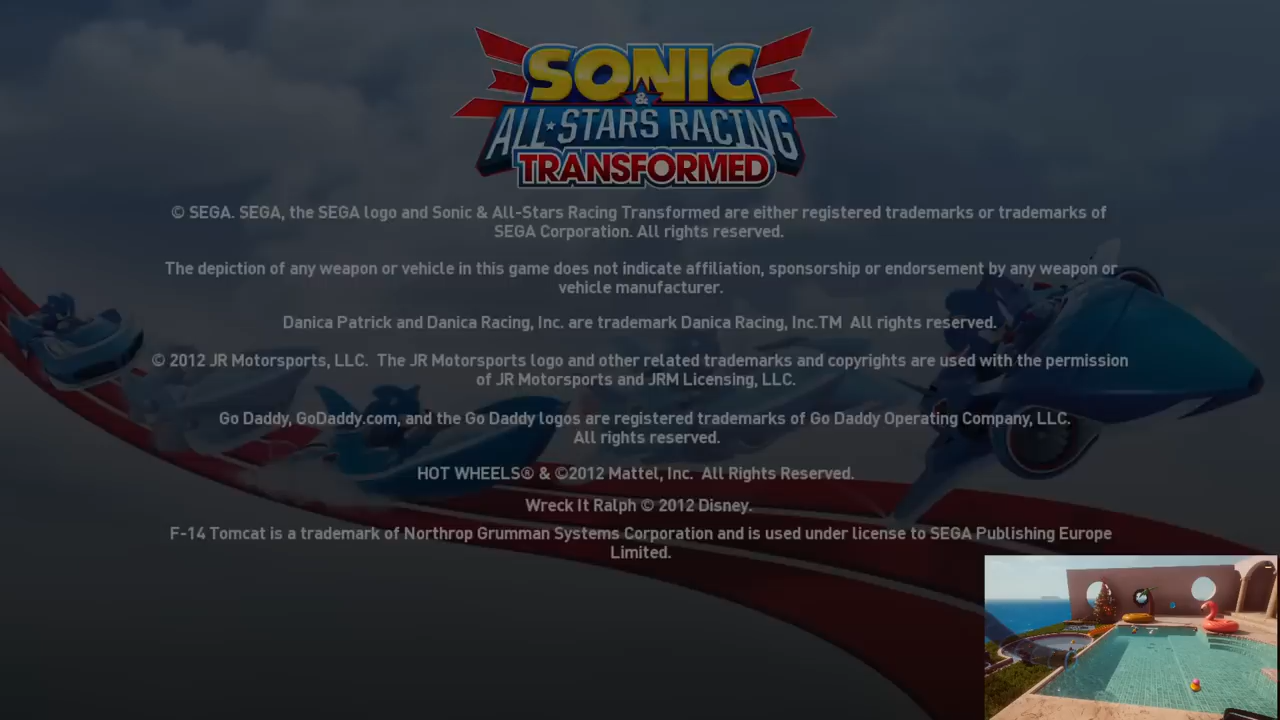 SONIC
&
ALL★STARS RACING
TRANSFORMED
© SEGA. SEGA, the SEGA logo and Sonic & All-Stars Racing Transformed are either registered trademarks or trademarks of
SEGA Corporation. All rights reserved.
The depiction of any weapon or vehicle in this game does not indicate affiliation, sponsorship or endorsement by any weapon or
vehicle manufacturer.
Danica Patrick and Danica Racing, Inc. are trademark Danica Racing, Inc.TM  All rights reserved.
© 2012 JR Motorsports, LLC.  The JR Motorsports logo and other related trademarks and copyrights are used with the permission
of JR Motorsports and JRM Licensing, LLC.
Go Daddy, GoDaddy.com, and the Go Daddy logos are registered trademarks of Go Daddy Operating Company, LLC.
All rights reserved.
HOT WHEELS® & ©2012 Mattel, Inc.  All Rights Reserved.
Wreck It Ralph © 2012 Disney.
F-14 Tomcat is a trademark of Northrop Grumman Systems Corporation and is used under license to SEGA Publishing Europe
Limited.